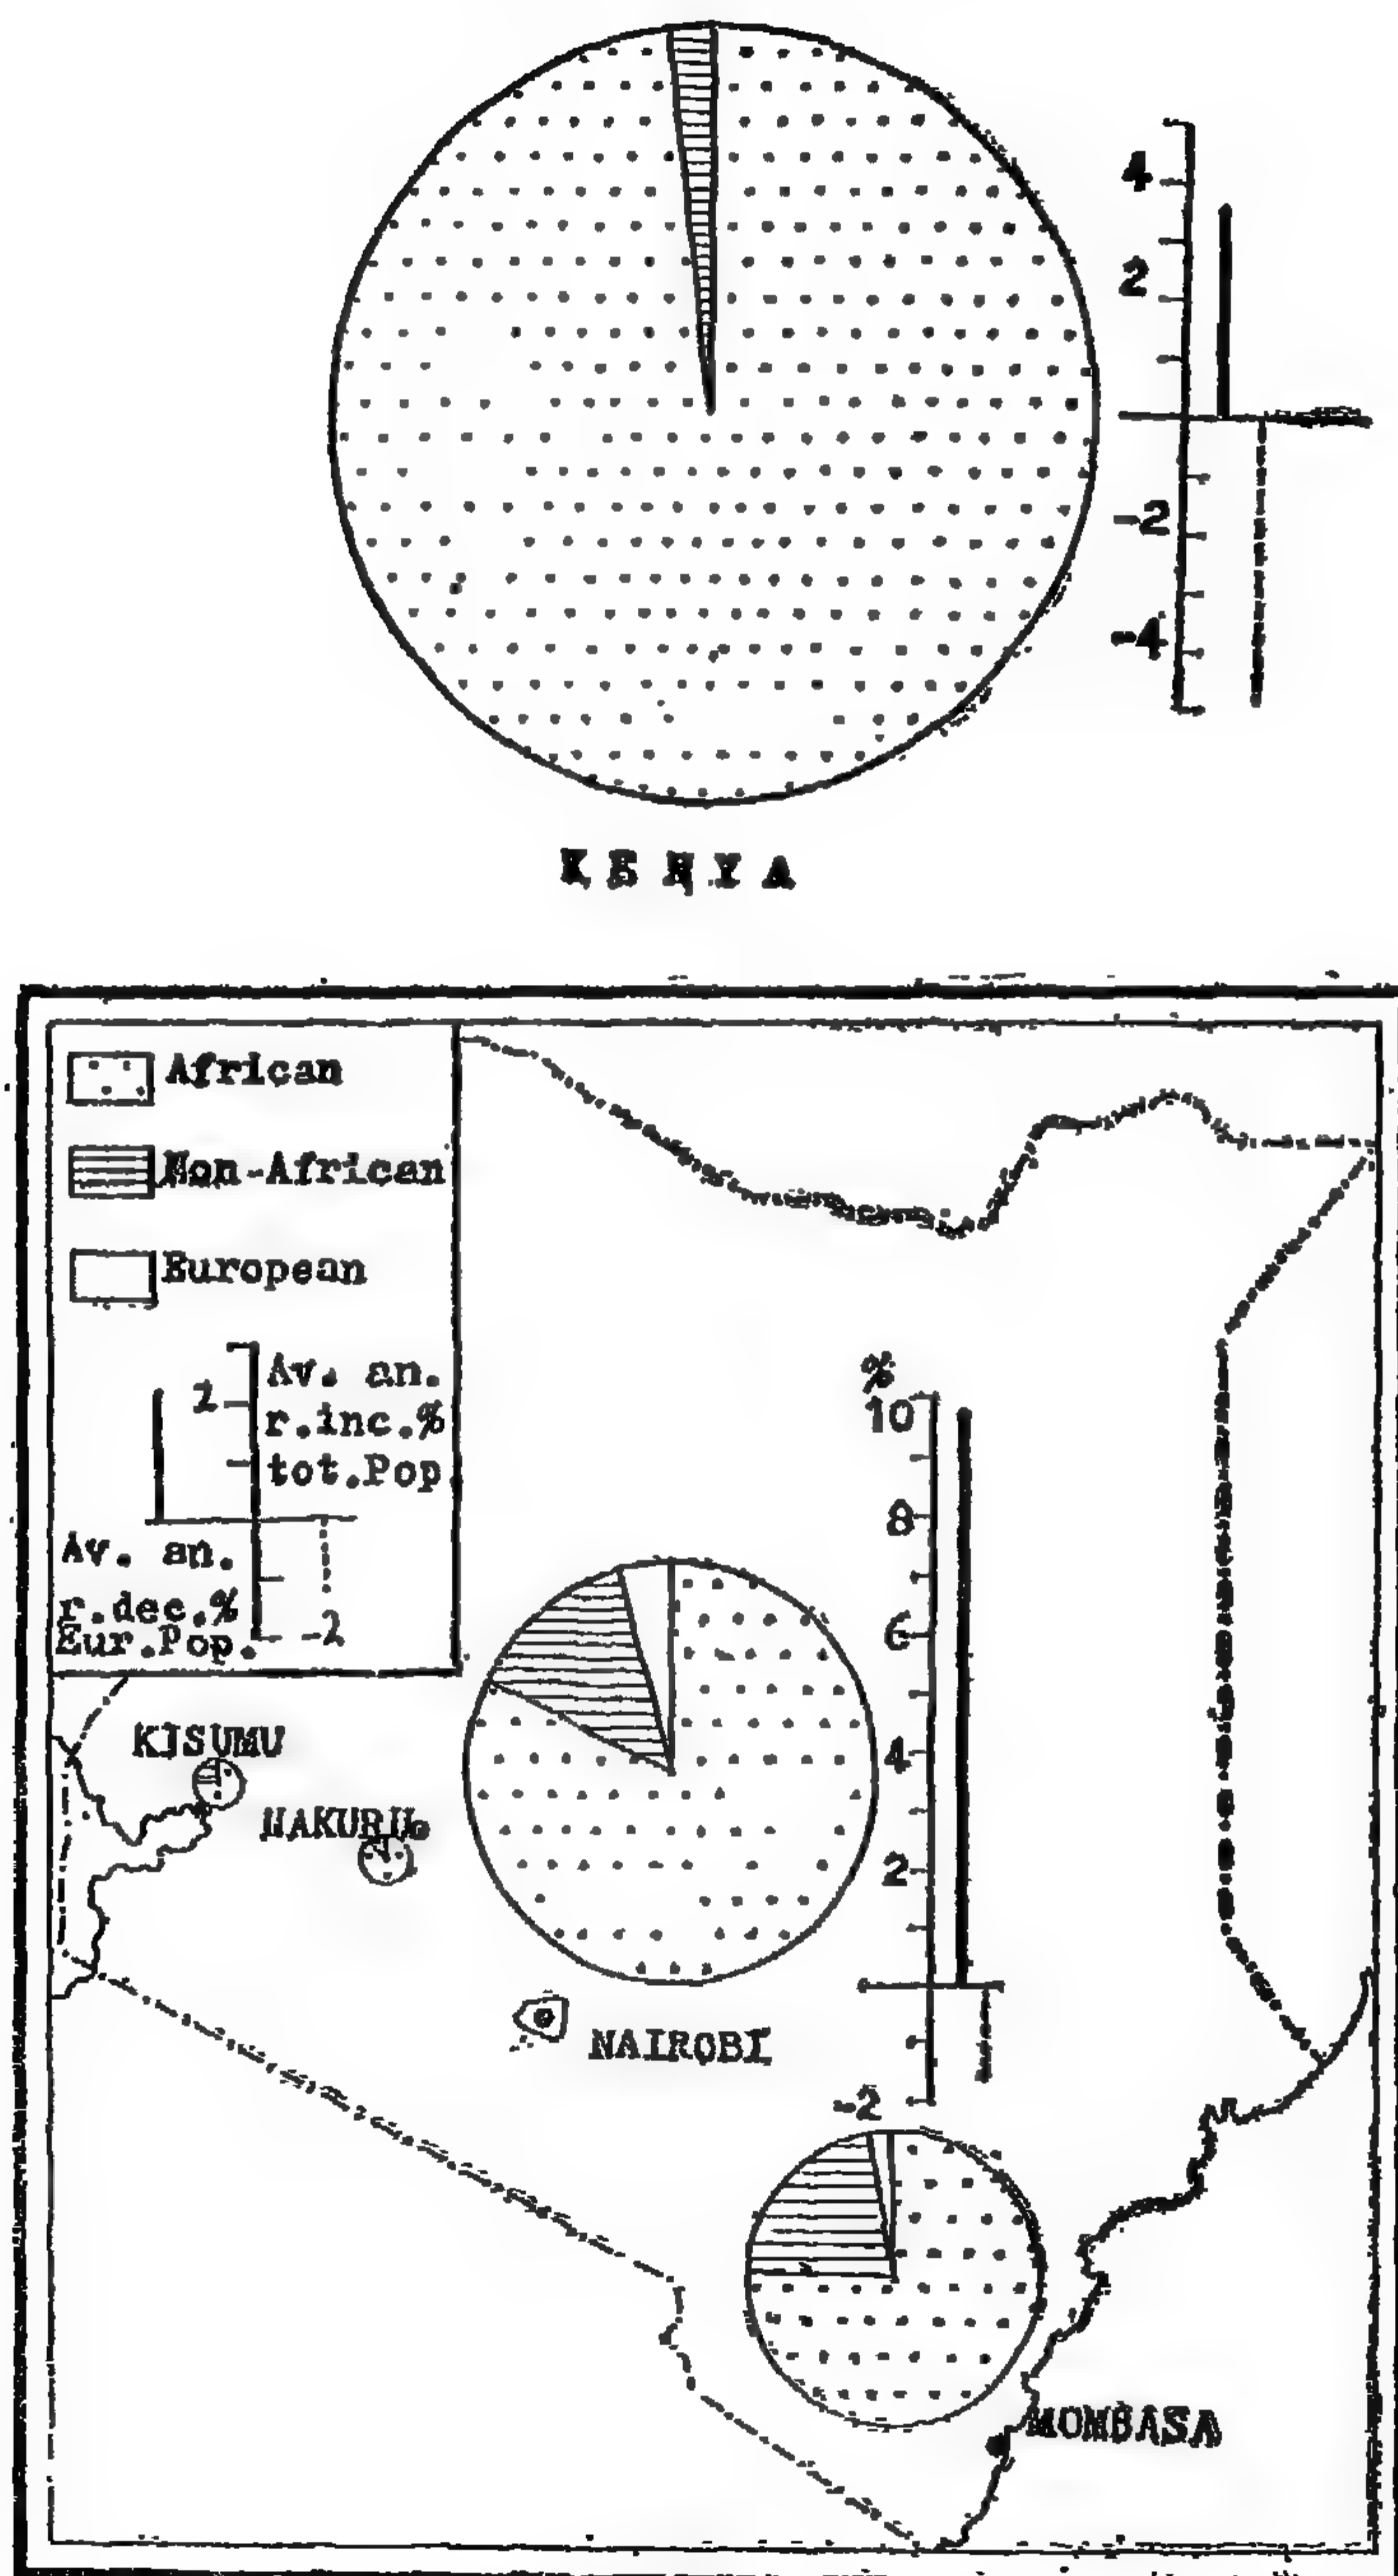 4
2
-2
-4
KENYA
African
Non-African
European
2
Av. an.
r.inc.%
tot.Pop.
Av. an.
r.dec.%
Eur.Pop.
-2
%
10
8
6
4
2
-2
KISUMU
NAKURU
NAIROBI
MOMBASA